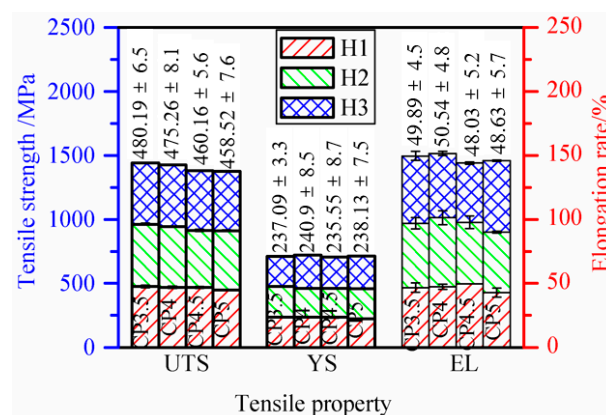 2500
2000
1500
1000
500
0
Tensile strength /MPa
250
200
150
100
50
0
Elongation rate/%
H1
H2
H3
480.19 ± 6.5
475.26 ± 8.1
460.16 ± 5.6
458.52 ± 7.6
237.09 ± 3.3
240.9 ± 8.5
235.55 ± 8.7
238.13 ± 7.5
49.89 ± 4.5
50.54 ± 4.8
48.03 ± 5.2
48.63 ± 5.7
CP3.5
CP4
CP4.5
CP5
CP3.5
CP4
CP4.5
CP5
CP3.5
CP4
CP4.5
CP5
UTS
YS
EL
Tensile property